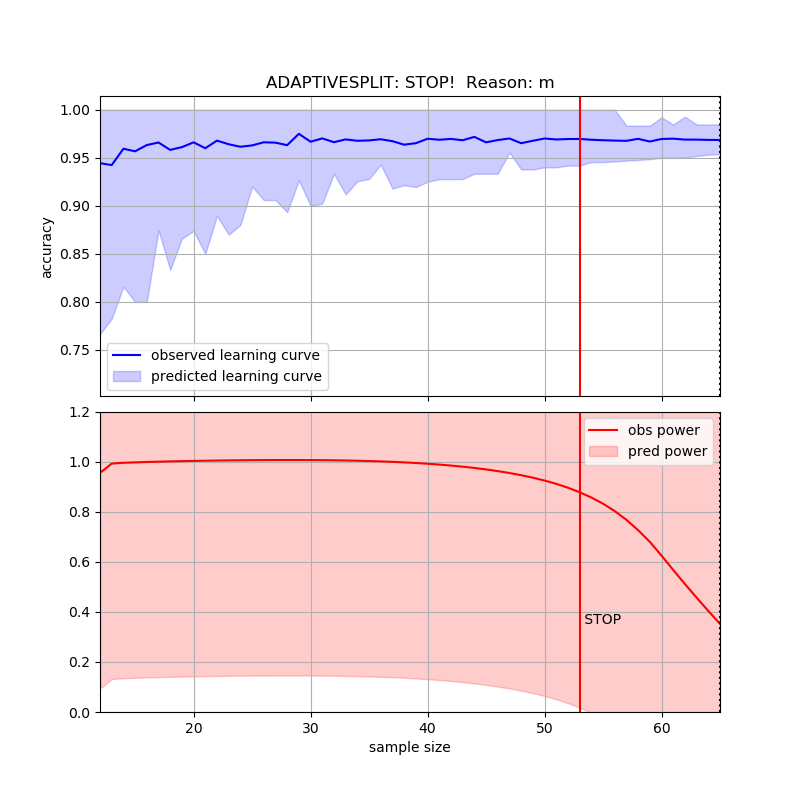 ADAPTIVESPLIT: STOP!  Reason: m
1.00
0.95
0.90
0.85
0.80
0.75
accuracy
observed learning curve
predicted learning curve
1.2
1.0
0.8
0.6
0.4
0.2
0.0
obs power
pred power
STOP
20 30 40 50 60
sample size